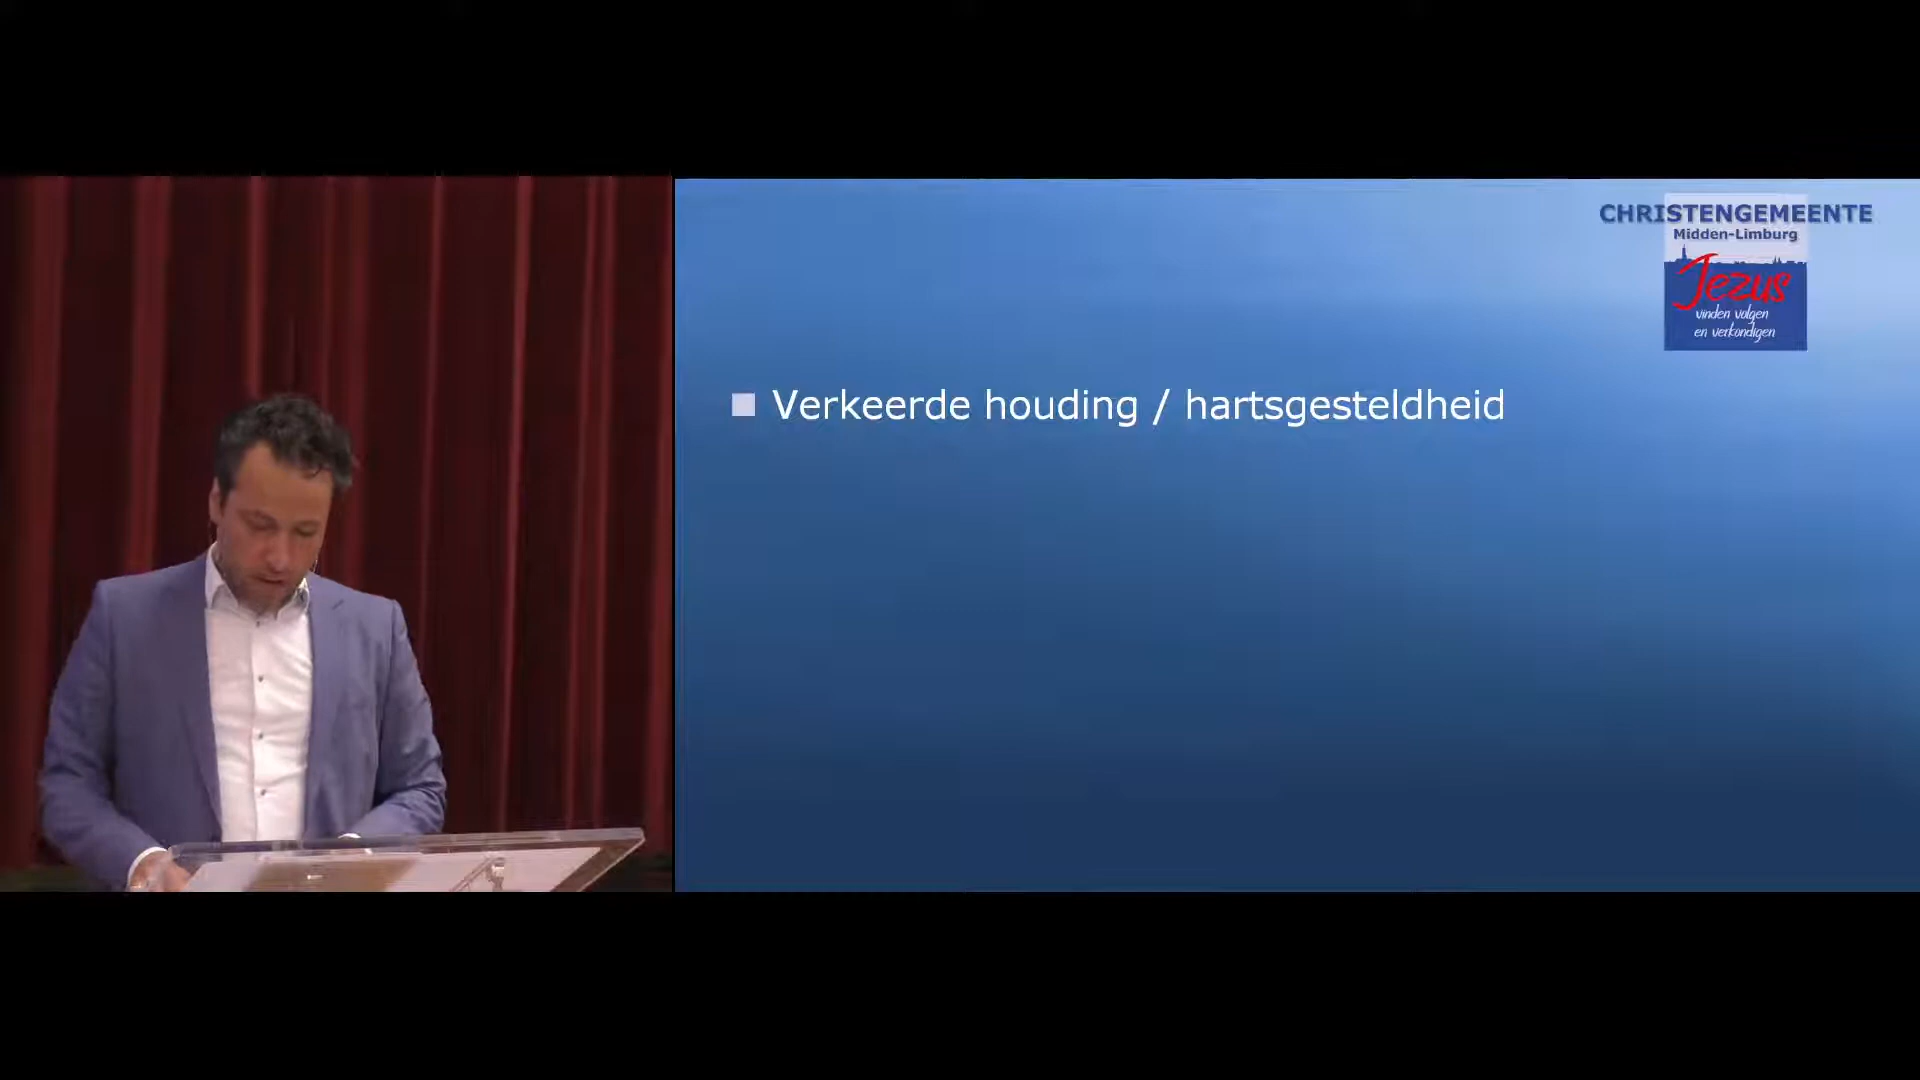 CHRISTENGEMEENTE
Midden-Limburg
Jezus
vinden volgen
en verkondigen
Verkeerde houding / hartsgesteldheid